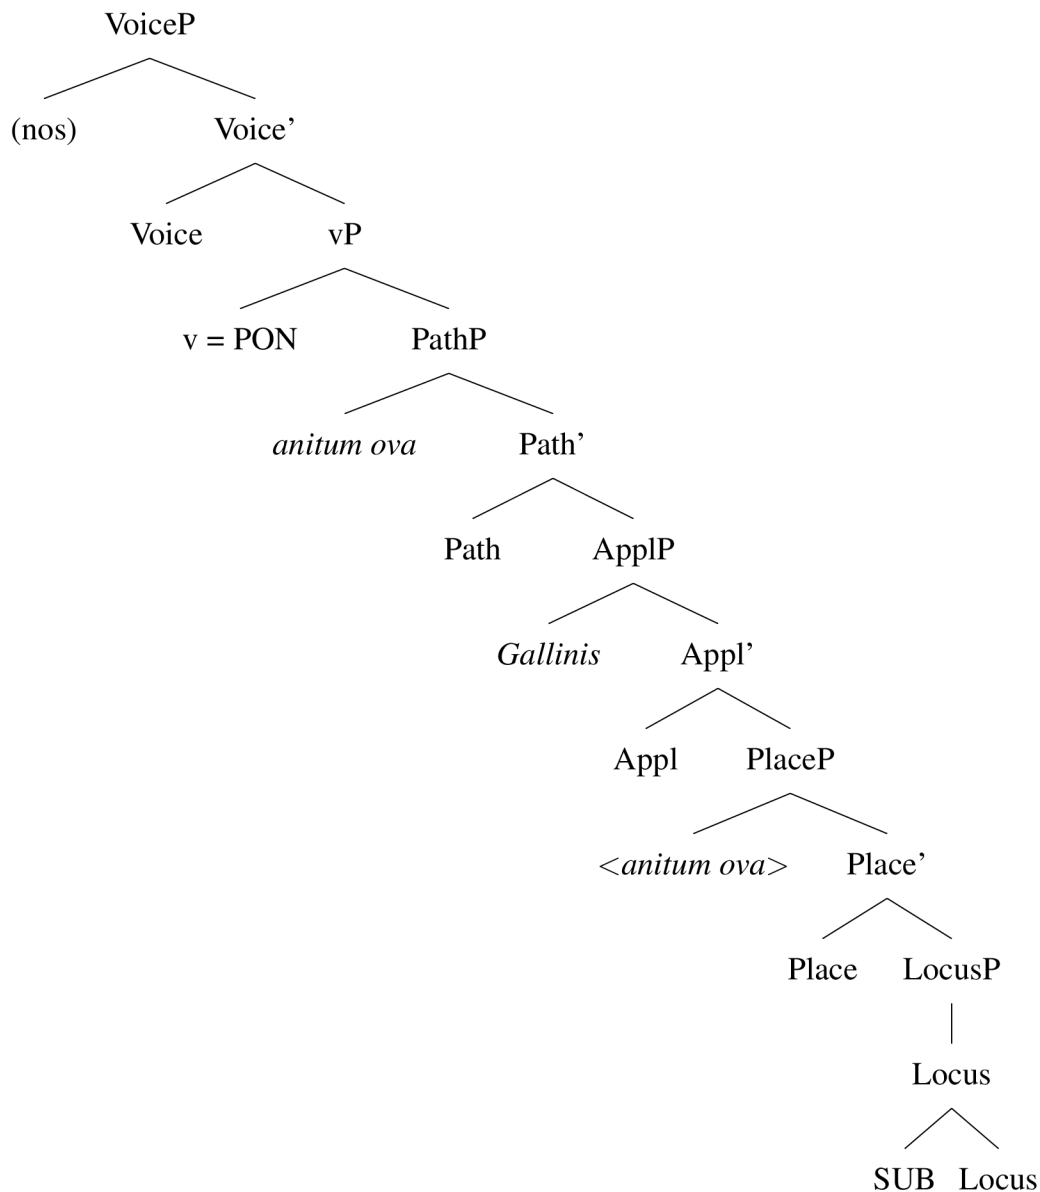 VoiceP
(nos) Voice’
Voice vP
v = PON PathP
anitum ova Path’
Path ApplP
Gallinis Appl’
Appl PlaceP
<anitum ova> Place’
Place LocusP
Locus
SUB Locus